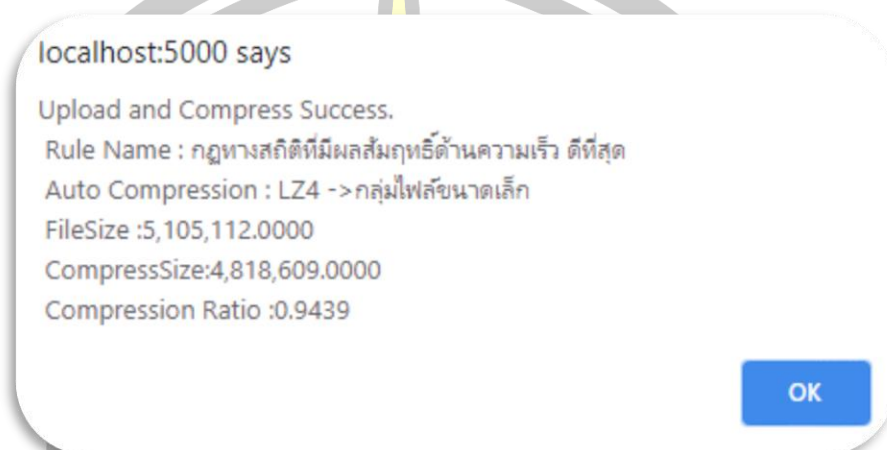 localhost:5000 says
Upload and Compress Success.
Rule Name : กฎทางสถิติที่มีผลสัมฤทธิ์ด้านความเร็ว ดีที่สุด
Auto Compression : LZ4 ->กลุ่มไฟล์ขนาดเล็ก
FileSize :5,105,112.0000
CompressSize:4,818,609.0000
Compression Ratio :0.9439
OK